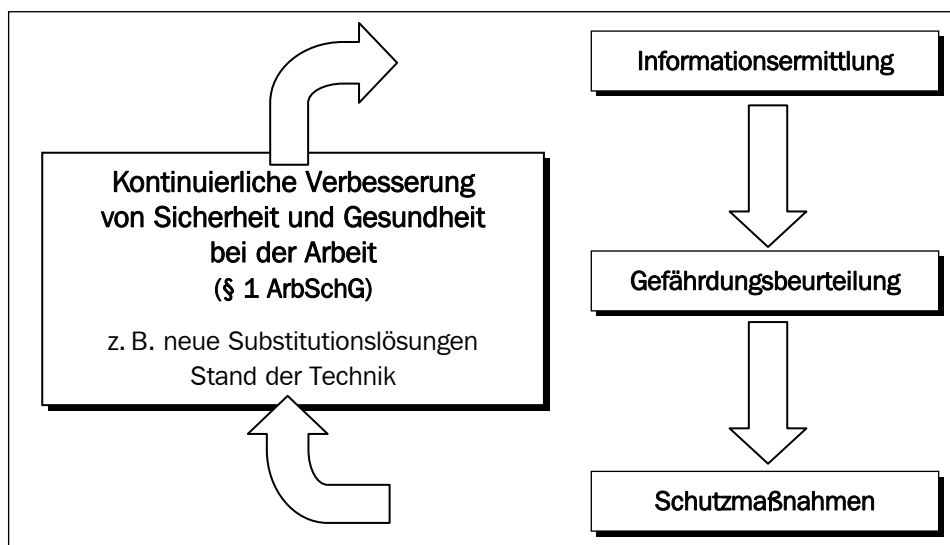 Kontinuierliche Verbesserung
von Sicherheit und Gesundheit
bei der Arbeit
(§ 1 ArbSchG)
z. B. neue Substitutionslösungen
Stand der Technik
Informationsermittlung
Gefährdungsbeurteilung
Schutzmaßnahmen